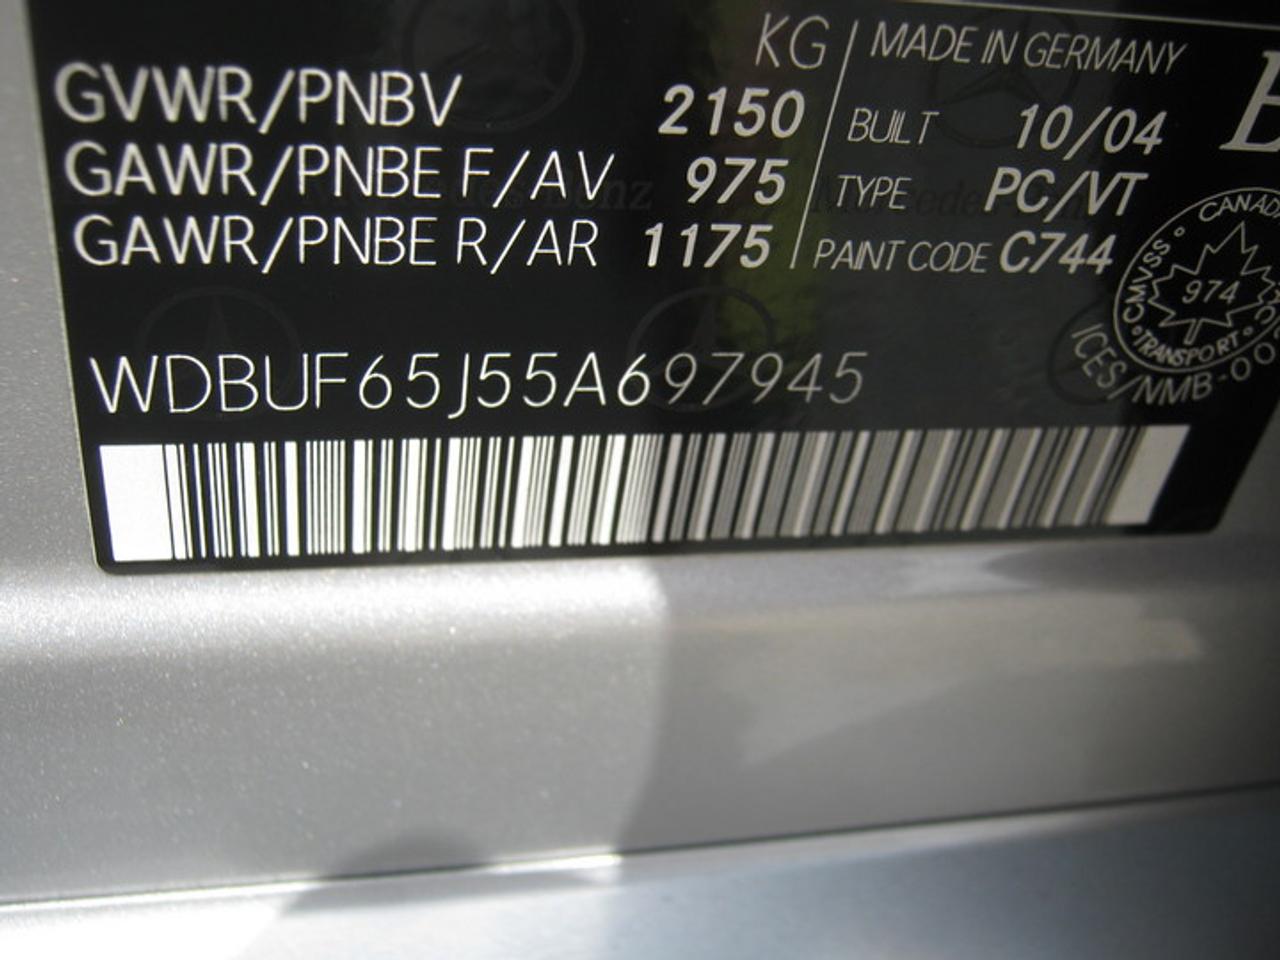 KG
GVWR/PNBV 2150
GAWR/PNBE F/AV 975
GAWR/PNBE R/AR 1175
MADE IN GERMANY
BUILT 10/04
TYPE PC/VT
PAINT CODE C744
CANADA
CMVSS
974
TRANSPORT
ICES/NMB-00
WDBUF65J55A697945